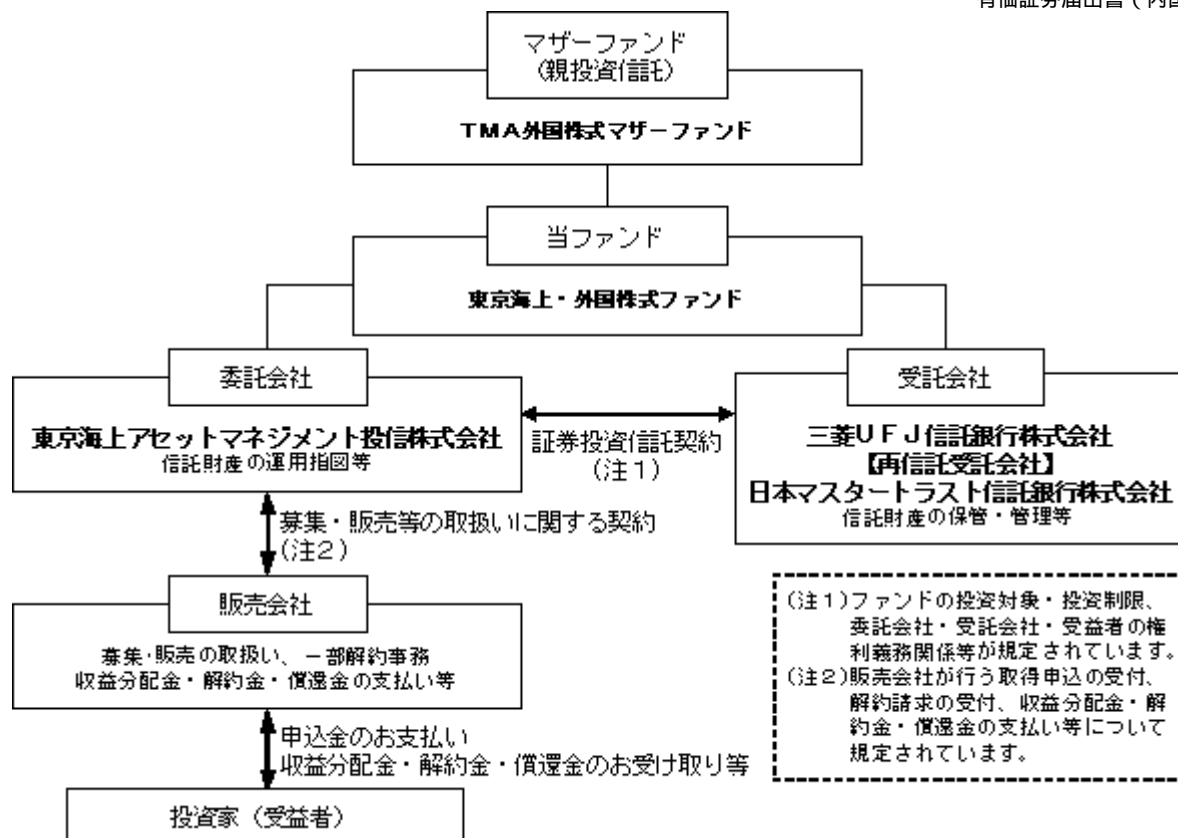 有価証券届出書（内国
マザーファンド
（親投資信託）
ＴＭＡ外国株式マザーファンド
当ファンド
東京海上・外国株式ファンド
委託会社
東京海上アセットマネジメント投信株式会社
信託財産の運用指図等
証券投資信託契約
（注１）
受託会社
三菱ＵＦＪ信託銀行株式会社
【再信託受託会社】
日本マスタートラスト信託銀行株式会社
信託財産の保管・管理等
募集・販売等の取扱いに関する契約
（注２）
販売会社
募集・販売の取扱い、一部解約事務
収益分配金・解約金・償還金の支払い等
申込金のお支払い
収益分配金・解約金・償還金のお受け取り等
投資家（受益者）
（注１）ファンドの投資対象・投資制限、
委託会社・受託会社・受益者の権
利義務関係等が規定されています。
（注２）販売会社が行う取得申込の受付、
解約請求の受付、収益分配金・解
約金・償還金の支払い等について
規定されています。